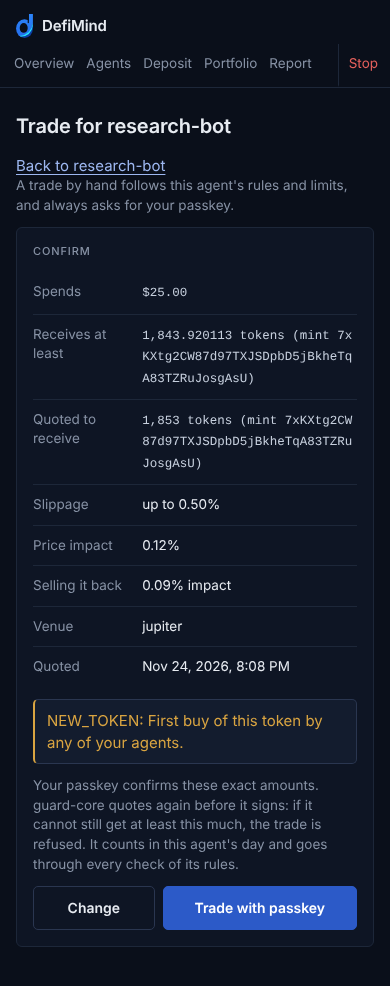 DefiMind
Overview Agents Deposit Portfolio Report Stop
Trade for research-bot
Back to research-bot
A trade by hand follows this agent's rules and limits,
and always asks for your passkey.
CONFIRM
Spends $25.00
Receives at least 1,843.920113 tokens (mint 7x
KXtg2CW87d97TXJSDpbD5jBkheTq
A83TZRuJosgAsU)
Quoted to receive 1,853 tokens (mint 7xKXtg2CW
87d97TXJSDpbD5jBkheTqA83TZRu
JosgAsU)
Slippage up to 0.50%
Price impact 0.12%
Selling it back 0.09% impact
Venue jupiter
Quoted Nov 24, 2026, 8:08 PM
NEW_TOKEN: First buy of this token by
any of your agents.
Your passkey confirms these exact amounts.
guard-core quotes again before it signs: if it
cannot still get at least this much, the trade is
refused. It counts in this agent's day and goes
through every check of its rules.
Change Trade with passkey